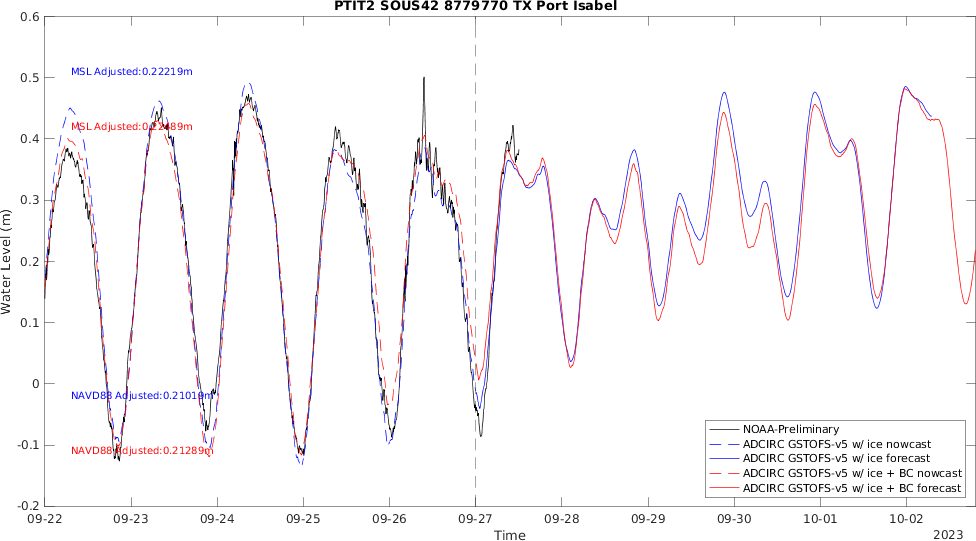 PTIT2 SOUS42 8779770 TX Port Isabel
0.6
0.5
0.4
0.3
0.2
0.1
0
-0.1
-0.2
Water Level (m)
MSL Adjusted:0.22219m
MSL Adjusted:
NAVD88 Adjusted:0.21019m
NAVD88 Adjusted:0.21289m
NOAA-Preliminary
ADCIRC GSTOFS-v5 w/ ice nowcast
ADCIRC GSTOFS-v5 w/ ice forecast
ADCIRC GSTOFS-v5 w/ ice + BC nowcast
ADCIRC GSTOFS-v5 w/ ice + BC forecast
09-22 09-23 09-24 09-25 09-26 09-27 09-28 09-29 09-30 10-01 10-02
Time
2023